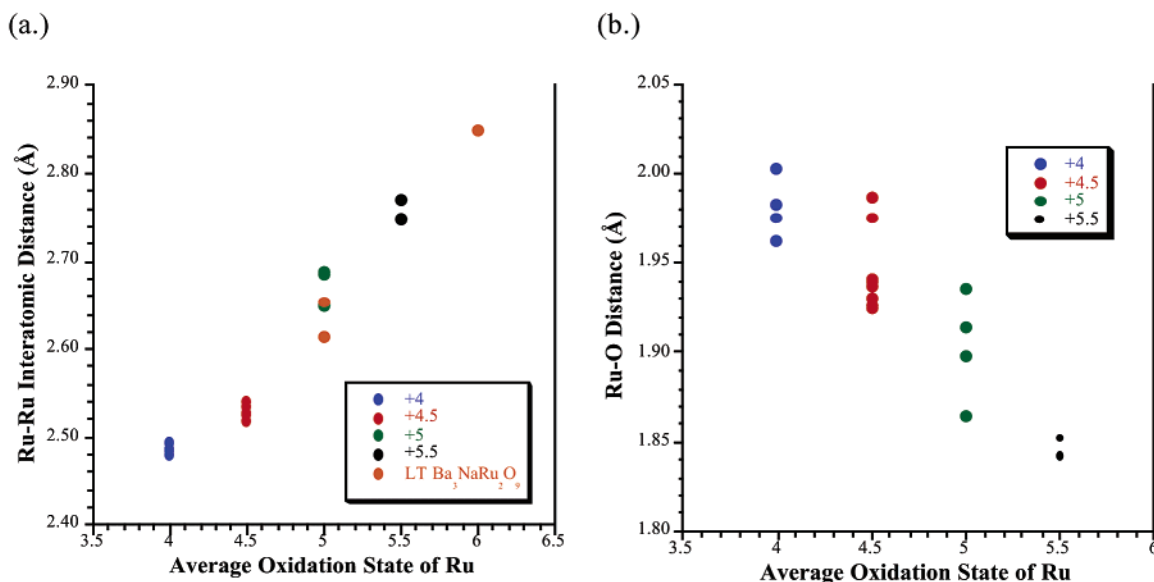 (a.)
(b.)
Ru-Ru Interatomic Distance (Å)
2.90
2.80
2.70
2.60
2.50
2.40
3.5 4 4.5 5 5.5 6 6.5
Average Oxidation State of Ru
+4
+4.5
+5
+5.5
LT Ba3NaRu2O9
Ru-O Distance (Å)
2.05
2.00
1.95
1.90
1.85
1.80
3.5 4 4.5 5 5.5 6
Average Oxidation State of Ru
+4
+4.5
+5
+5.5